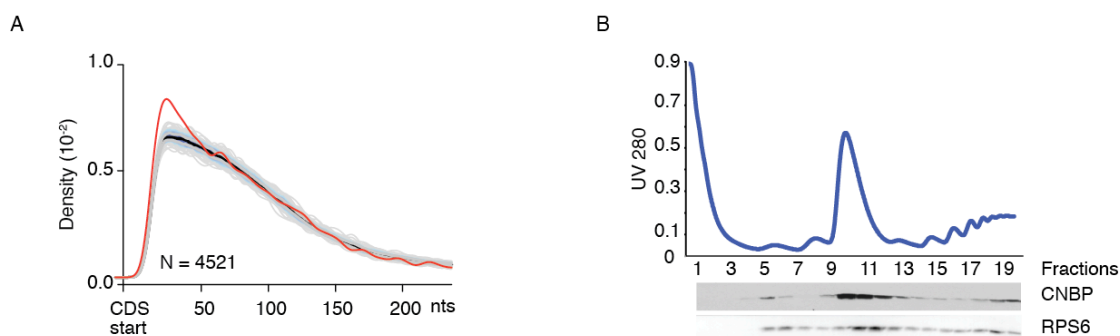 A
1.0
0.5
0.0
Density (10⁻²)
N = 4521
CDS
start
50
100
150
200
nts
B
0.9
0.7
0.5
0.3
0.1
0
UV 280
1 3 5 7 9 11 13 15 17 19 Fractions
CNBP
RPS6